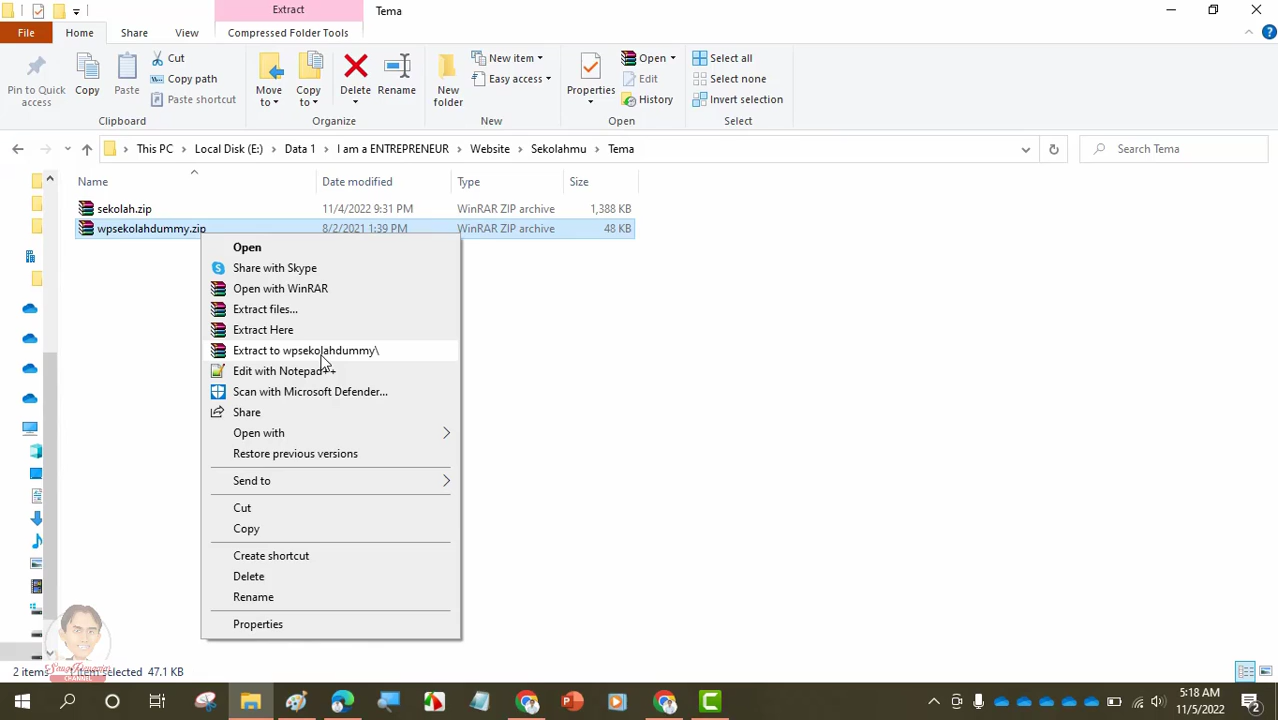 Extract
Tema
File
Home
Share
View
Compressed Folder Tools
Pin to Quick access
Copy
Paste
Cut
Copy path
Paste shortcut
Move to
Copy to
Delete
Rename
New folder
New item
Easy access
Properties
Open
Edit
History
Select all
Select none
Invert selection
Clipboard
Organize
New
Open
Select
This PC
Local Disk (E:)
Data 1
I am a ENTREPRENEUR
Website
Sekolahmu
Tema
Search Tema
Name
Date modified
Type
Size
sekolah.zip 11/4/2022 9:31 PM WinRAR ZIP archive 1,388 KB
wpsekolahdummy.zip 8/2/2021 1:39 PM WinRAR ZIP archive 48 KB
Open
Share with Skype
Open with WinRAR
Extract files...
Extract Here
Extract to wpsekolahdummy\
Edit with Notepad++
Scan with Microsoft Defender...
Share
Open with
Restore previous versions
Send to
Cut
Copy
Create shortcut
Delete
Rename
Properties
CHANNEL
2 items 1 item selected 47.1 KB
5:18 AM
11/5/2022
2